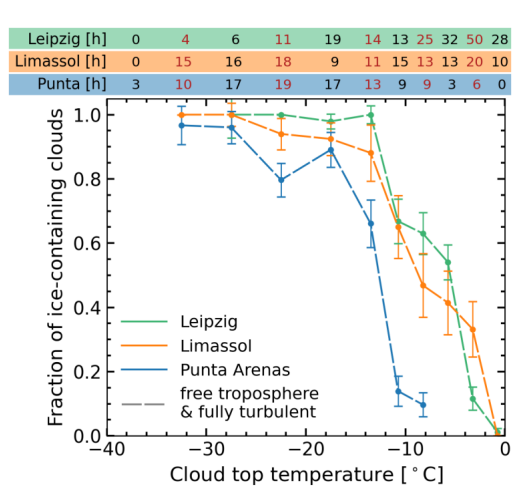 Leipzig [h] 0 4 6 11 19 14 13 25 32 50 28
Limassol [h] 0 15 16 18 9 11 15 13 13 20 10
Punta [h] 3 10 17 19 17 13 9 9 3 6 0
Fraction of ice-containing clouds
1.0
0.8
0.6
0.4
0.2
0.0
Leipzig
Limassol
Punta Arenas
free troposphere
& fully turbulent
−40 −30 −20 −10 0
Cloud top temperature [°C]